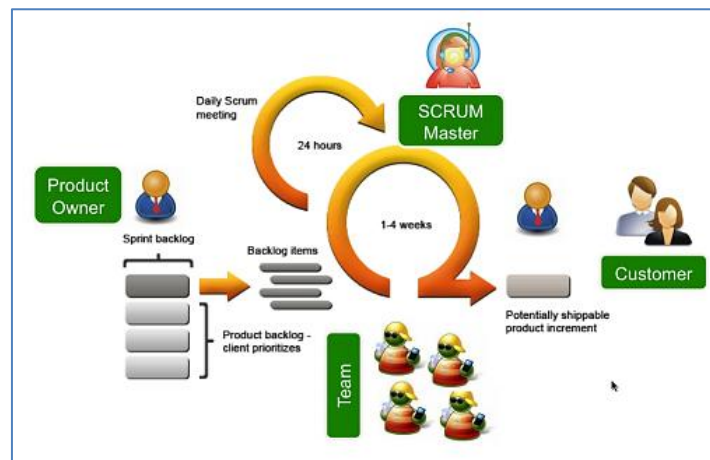 Daily Scrum
meeting
24 hours
SCRUM
Master
Product
Owner
1-4 weeks
Sprint backlog
Backlog items
Customer
Product backlog -
client prioritizes
Potentially shippable
product increment
Team